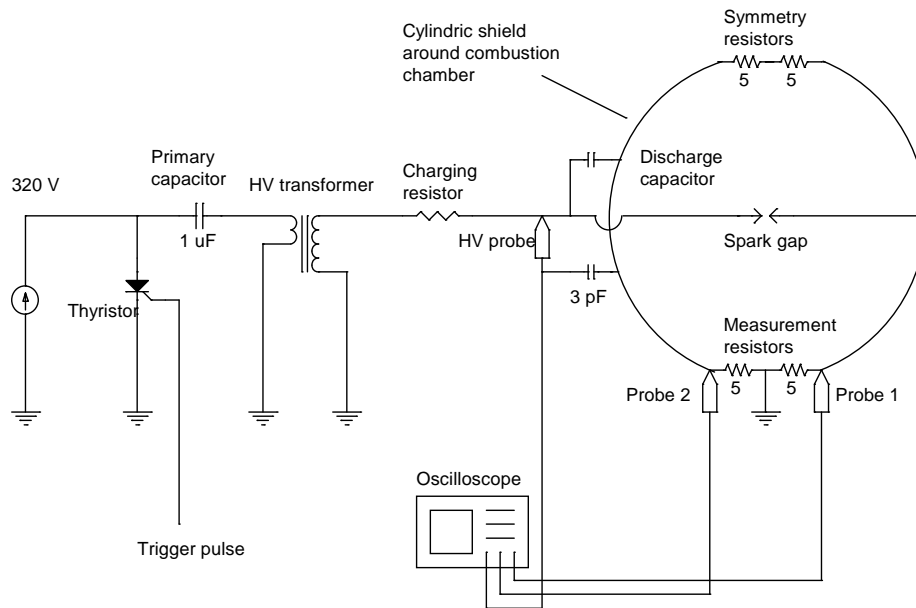 Cylindric shield
around combustion
chamber
Symmetry
resistors
5 5
Primary
capacitor
HV transformer
Charging
resistor
Discharge
capacitor
320 V
1 uF
HV probe
Spark gap
Thyristor
3 pF
Measurement
resistors
Probe 2
5 5
Probe 1
Oscilloscope
Trigger pulse